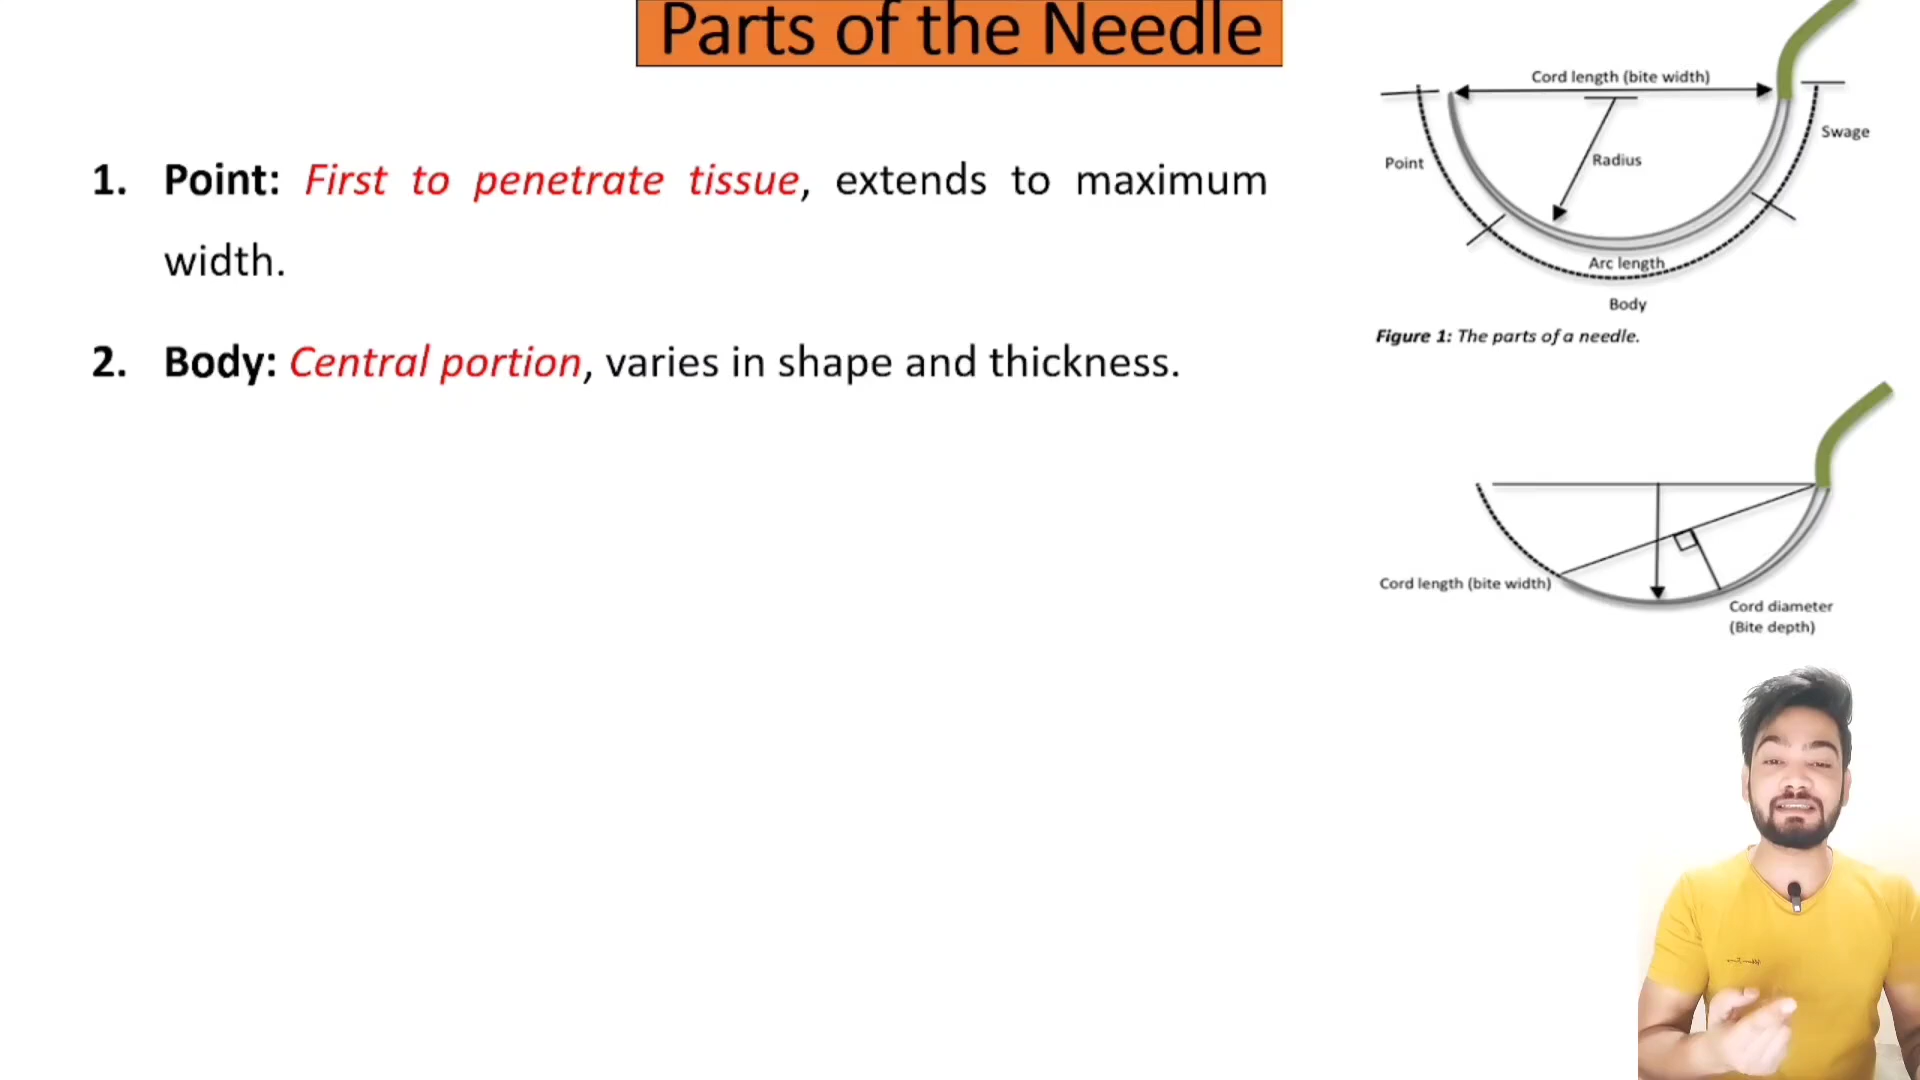 Parts of the Needle
1. Point: First to penetrate tissue, extends to maximum
width.
2. Body: Central portion, varies in shape and thickness.
Cord length (bite width)
Swage
Point
Radius
Arc length
Body
Figure 1: The parts of a needle.
Cord length (bite width)
Cord diameter
(Bite depth)